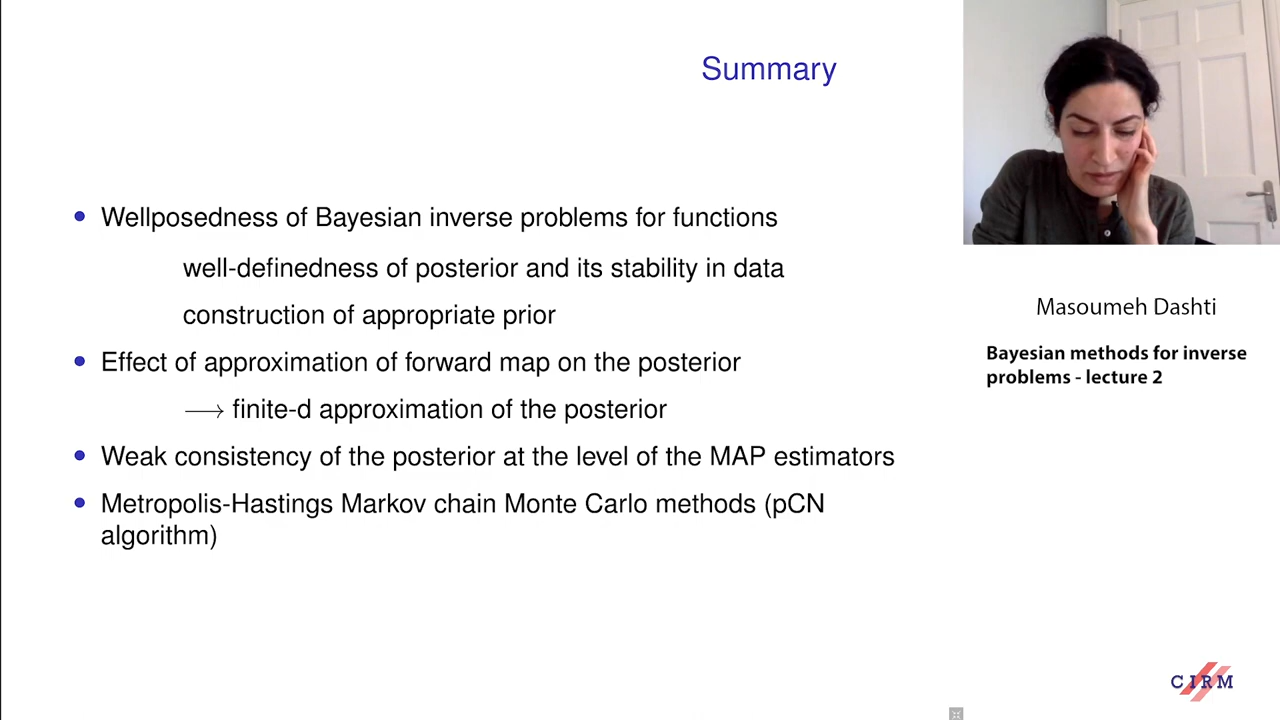 Summary
• Wellposedness of Bayesian inverse problems for functions
well-definedness of posterior and its stability in data
construction of appropriate prior
• Effect of approximation of forward map on the posterior
⟶ finite-d approximation of the posterior
• Weak consistency of the posterior at the level of the MAP estimators
• Metropolis-Hastings Markov chain Monte Carlo methods (pCN
algorithm)
Masoumeh Dashti
Bayesian methods for inverse
problems - lecture 2
CIRM